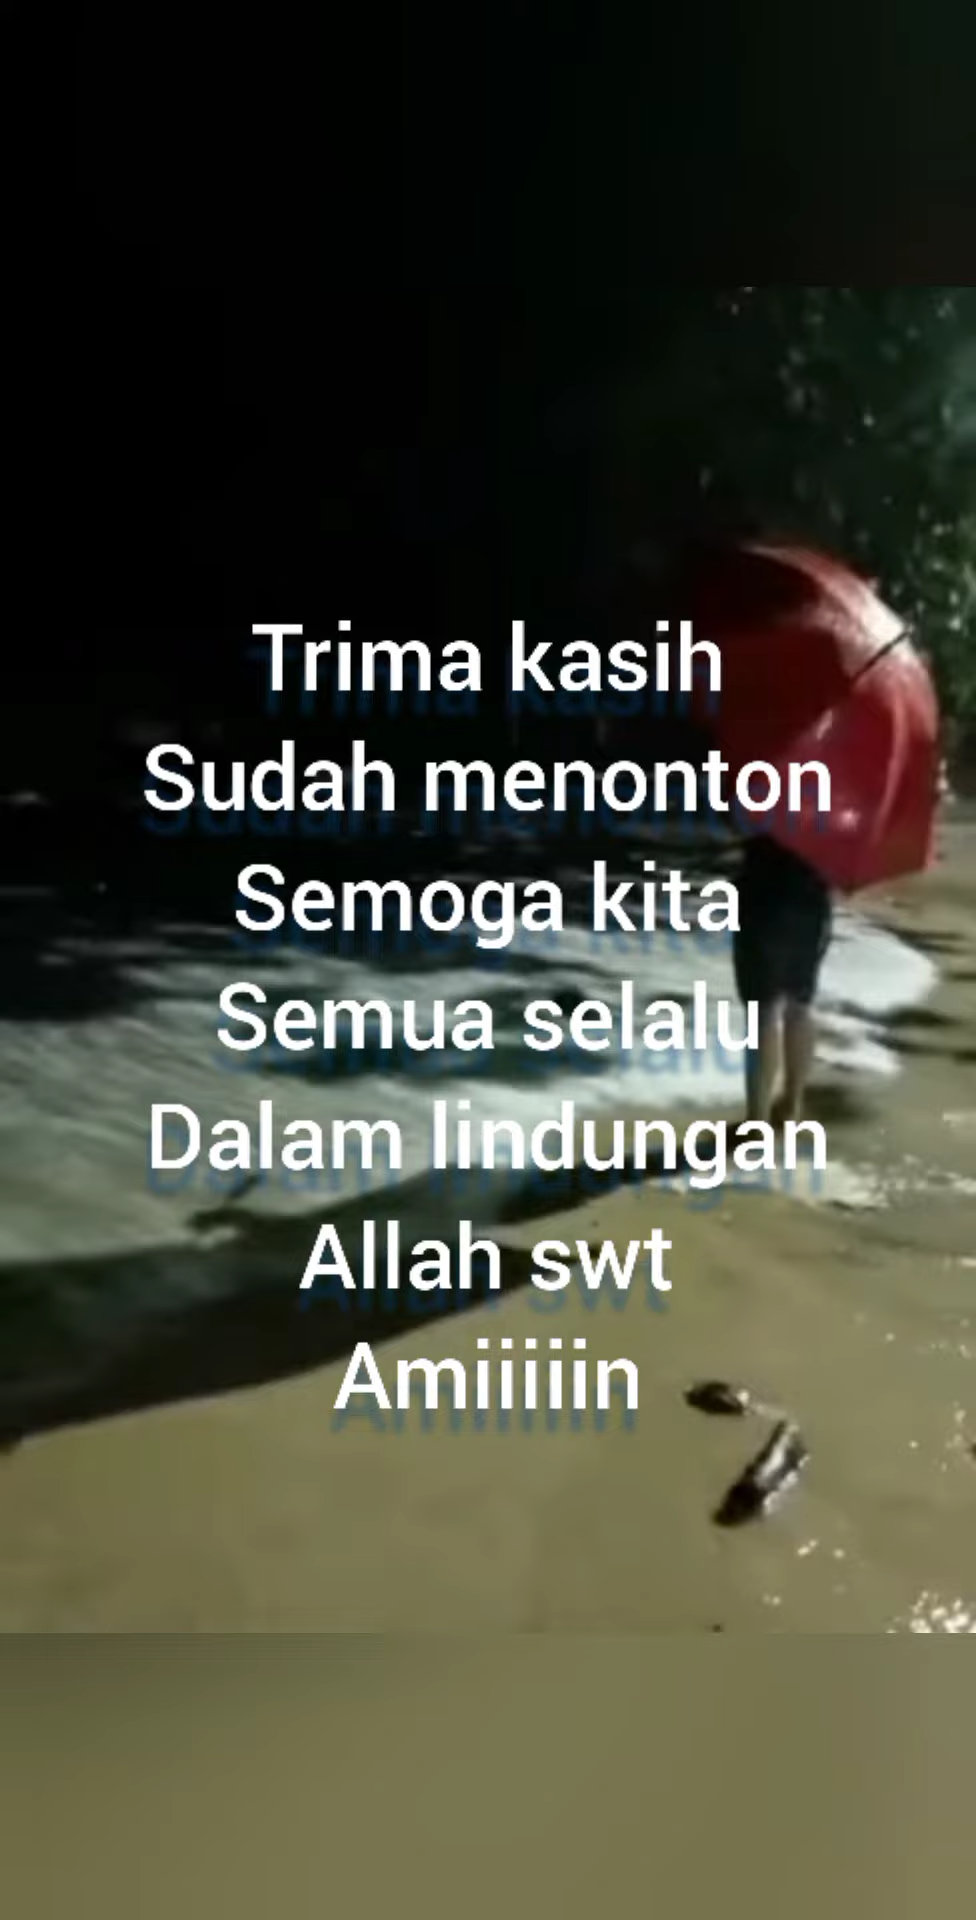 Trima kasih
Sudah menonton
Semoga kita
Semua selalu
Dalam lindungan
Allah swt
Amiiiiin